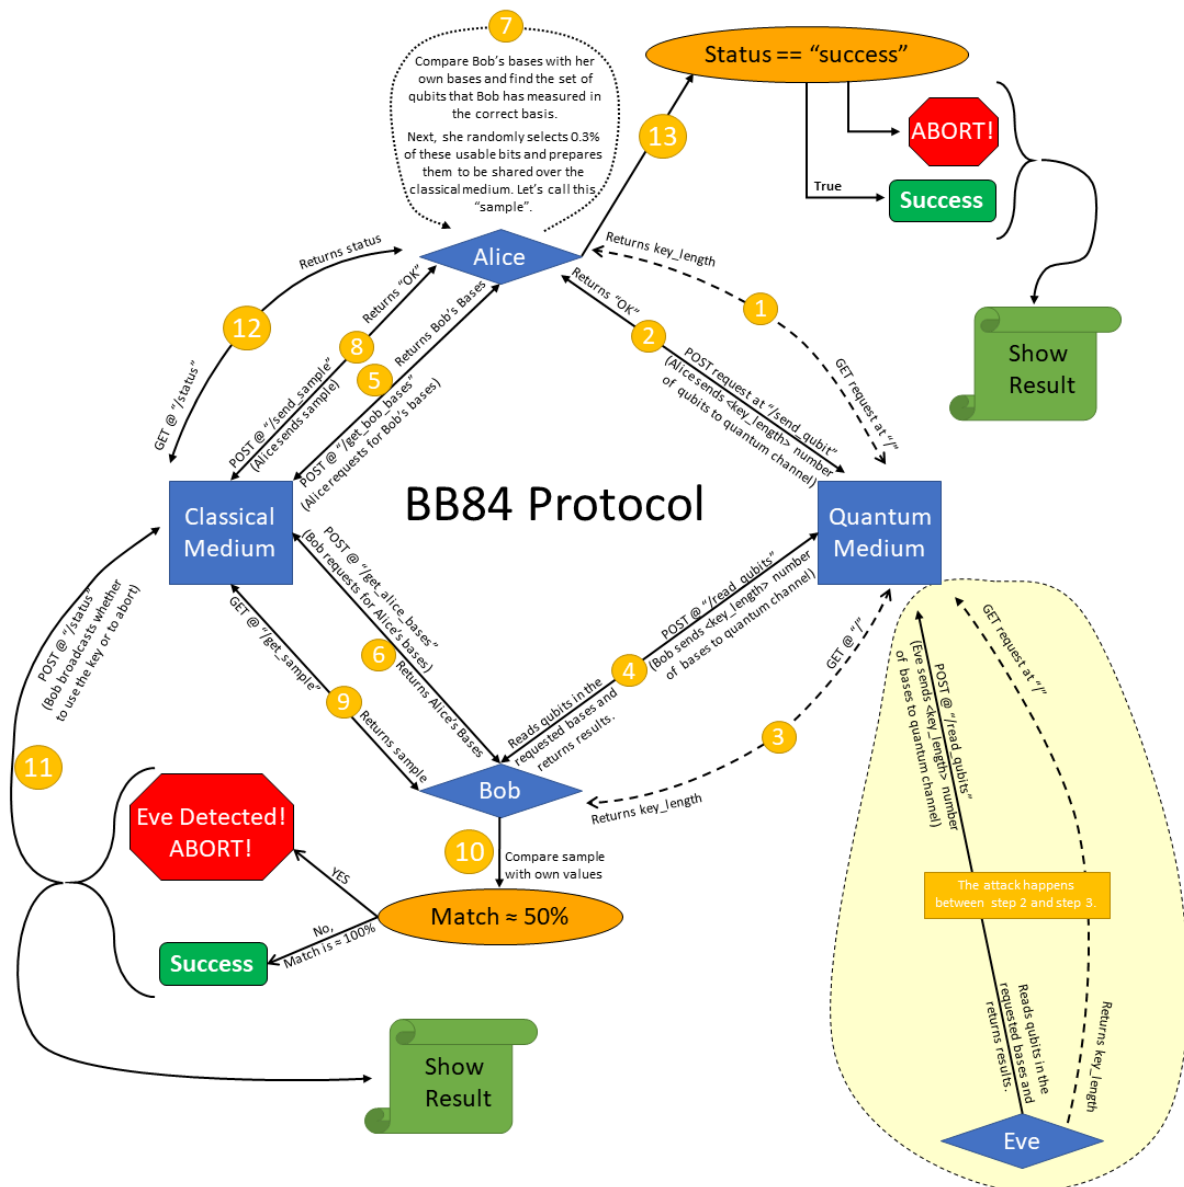 7
Compare Bob's bases with her
own bases and find the set of
qubits that Bob has measured in
the correct basis.
Next, she randomly selects 0.3%
of these usable bits and prepares
them to be shared over the
classical medium. Let's call this
"sample".
Status == "success"
13
ABORT!
True
Success
Show
Result
Alice
Returns status
12
GET @ "/status"
Returns "OK"
8
POST @ "/send_sample"
(Alice sends sample)
Returns Bob's Bases
5
POST @ "/get_bob_bases"
(Alice requests for Bob's bases)
Returns "OK"
2
POST request at "/send_qubit"
(Alice sends <key_length> number
of qubits to quantum channel)
Returns key_length
1
GET request at "/"
Classical
Medium
BB84 Protocol
Quantum
Medium
POST @ "/status"
(Bob broadcasts whether
to use the key or to abort)
11
GET @ "/get_sample"
9
Returns sample
POST @ "/get_alice_bases"
(Bob requests for Alice's bases)
6
Returns Alice's Bases
POST @ "/read_qubits"
(Bob sends <key_length> number
of bases to quantum channel)
4
Reads qubits in the
requested bases and
returns results.
GET @ "/"
3
Returns key_length
Bob
10
Compare sample
with own values
Match ≈ 50%
YES
Eve Detected!
ABORT!
No,
Match is ≈ 100%
Success
Show
Result
GET request at "/"
POST @ "/read_qubits"
(Eve sends <key_length> number
of bases to quantum channel)
The attack happens
between step 2 and step 3.
Reads qubits in the
requested bases and
returns results.
Returns key_length
Eve